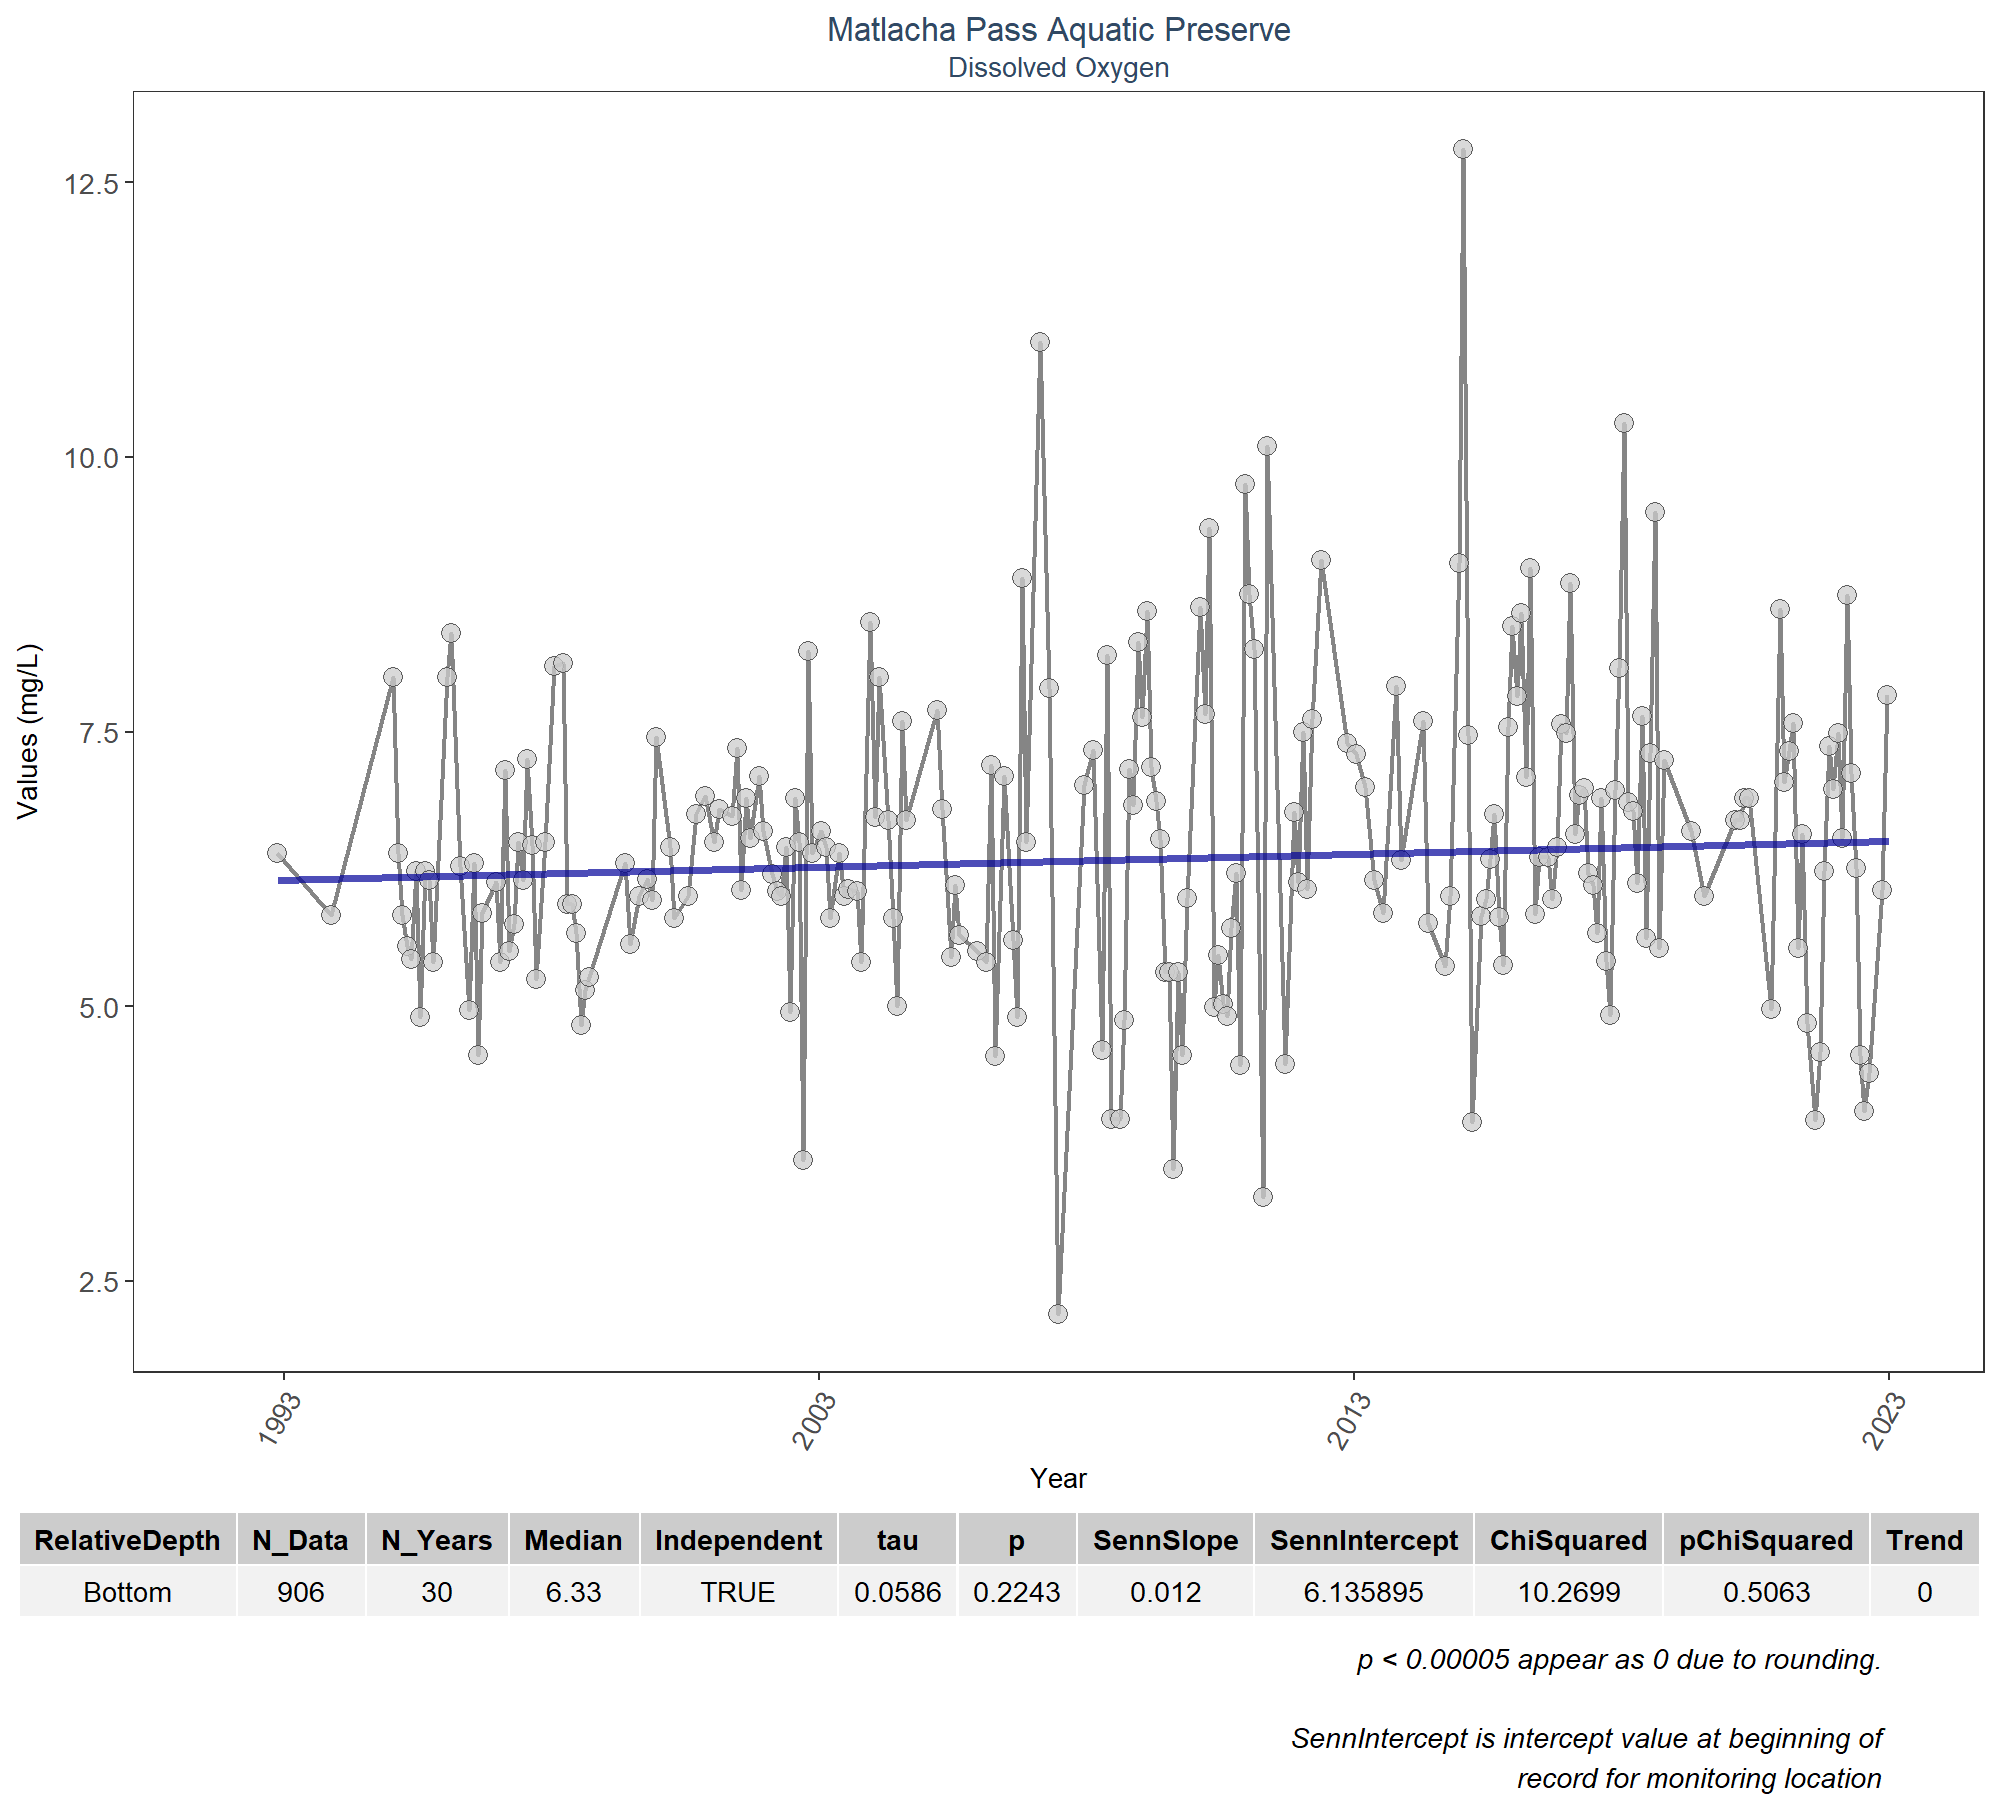 Matlacha Pass Aquatic Preserve
Dissolved Oxygen
Values (mg/L)
12.5
10.0
7.5
5.0
2.5
1993 2003 2013 2023
Year
RelativeDepth N_Data N_Years Median Independent tau p SennSlope SennIntercept ChiSquared pChiSquared Trend
Bottom 906 30 6.33 TRUE 0.0586 0.2243 0.012 6.135895 10.2699 0.5063 0
p < 0.00005 appear as 0 due to rounding.
SennIntercept is intercept value at beginning of
record for monitoring location